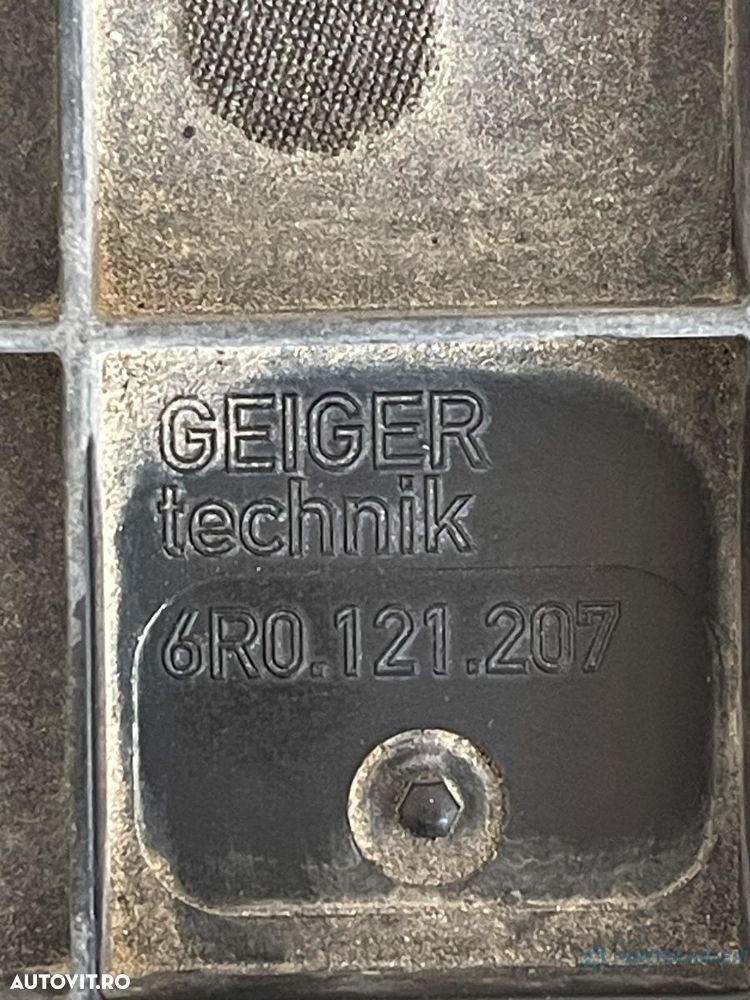 GEIGER
technik
6R0.121.207
AUTOVIT.RO